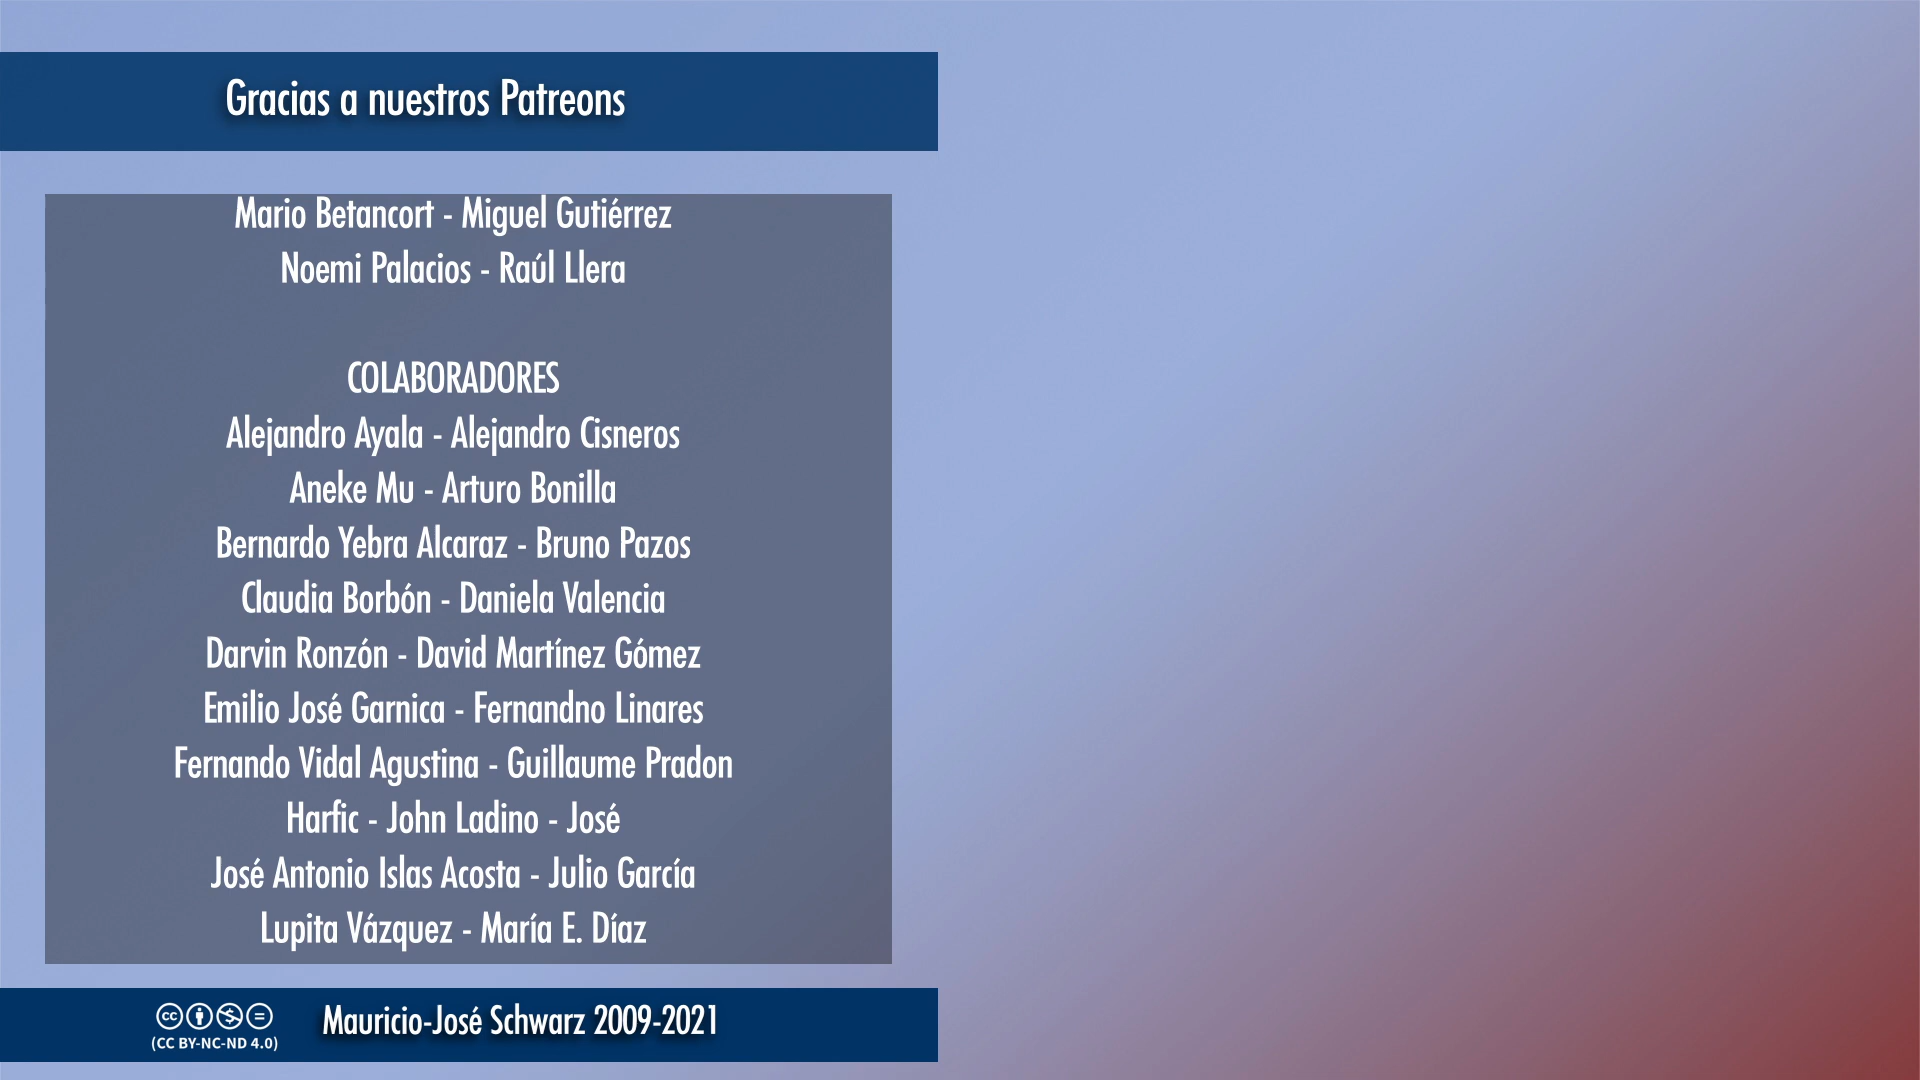 Gracias a nuestros Patreons
Mario Betancort - Miguel Gutiérrez
Noemi Palacios - Raúl Llera
COLABORADORES
Alejandro Ayala - Alejandro Cisneros
Aneke Mu - Arturo Bonilla
Bernardo Yebra Alcaraz - Bruno Pazos
Claudia Borbón - Daniela Valencia
Darvin Ronzón - David Martínez Gómez
Emilio José Garnica - Fernandno Linares
Fernando Vidal Agustina - Guillaume Pradon
Harfic - John Ladino - José
José Antonio Islas Acosta - Julio García
Lupita Vázquez - María E. Díaz
cc
(CC BY-NC-ND 4.0)
Mauricio-José Schwarz 2009-2021